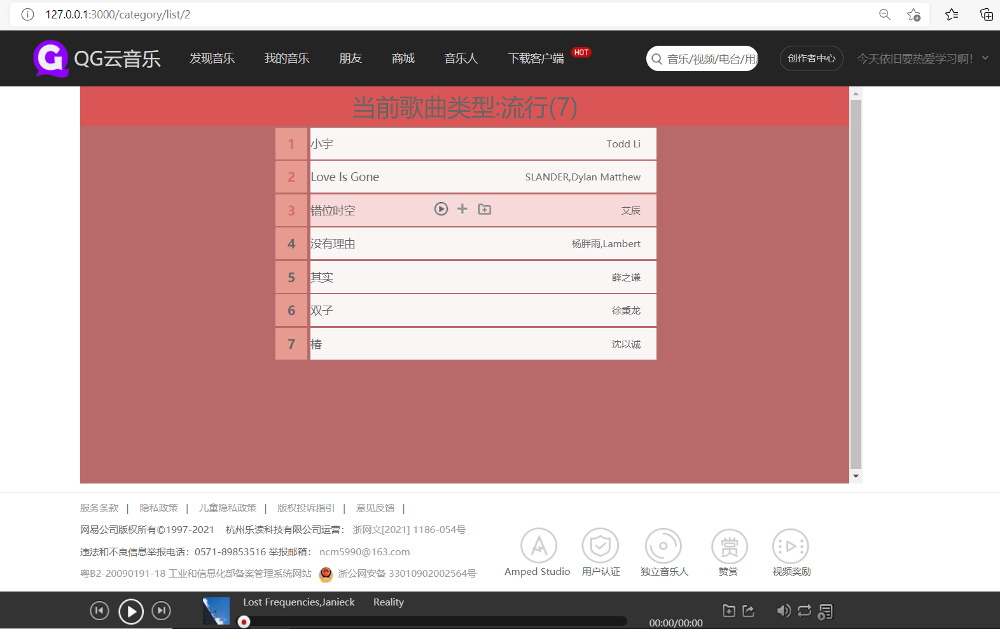 127.0.0.1:3000/category/list/2
QG云音乐 发现音乐 我的音乐 朋友 商城 音乐人 下载客户端 HOT 音乐/视频/电台/用 创作者中心 今天依旧要热爱学习啊!
当前歌曲类型:流行(7)
1 小宇 Todd Li
2 Love Is Gone SLANDER,Dylan Matthew
3 错位时空 艾辰
4 没有理由 杨胖雨,Lambert
5 其实 薛之谦
6 双子 徐秉龙
7 椿 沈以诚
服务条款 | 隐私政策 | 儿童隐私政策 | 版权投诉指引 | 意见反馈 |
网易公司版权所有©1997-2021 杭州乐读科技有限公司运营: 浙网文[2021] 1186-054号
违法和不良信息举报电话:0571-89853516 举报邮箱: ncm5990@163.com
粤B2-20090191-18 工业和信息化部备案管理系统网站 浙公网安备 33010902002564号
赏
Amped Studio 用户认证 独立音乐人 赞赏 视频奖励
Lost Frequencies,Janieck Reality
00:00/00:00